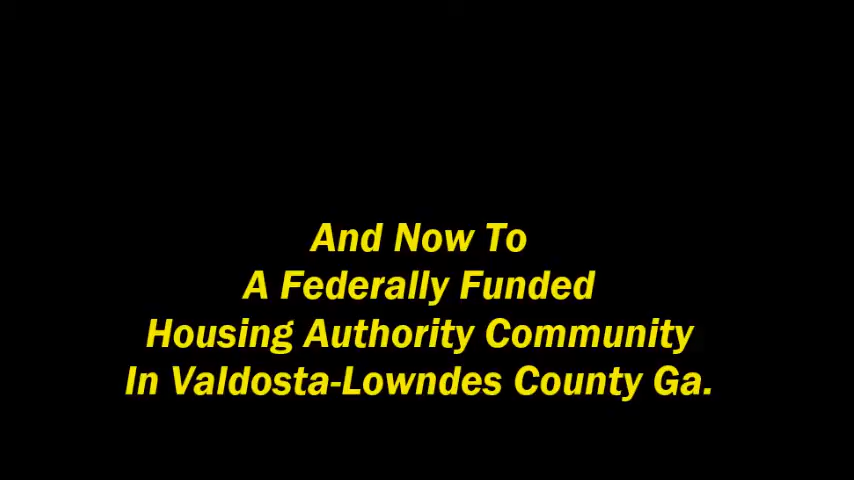 And Now To
A Federally Funded
Housing Authority Community
In Valdosta-Lowndes County Ga.